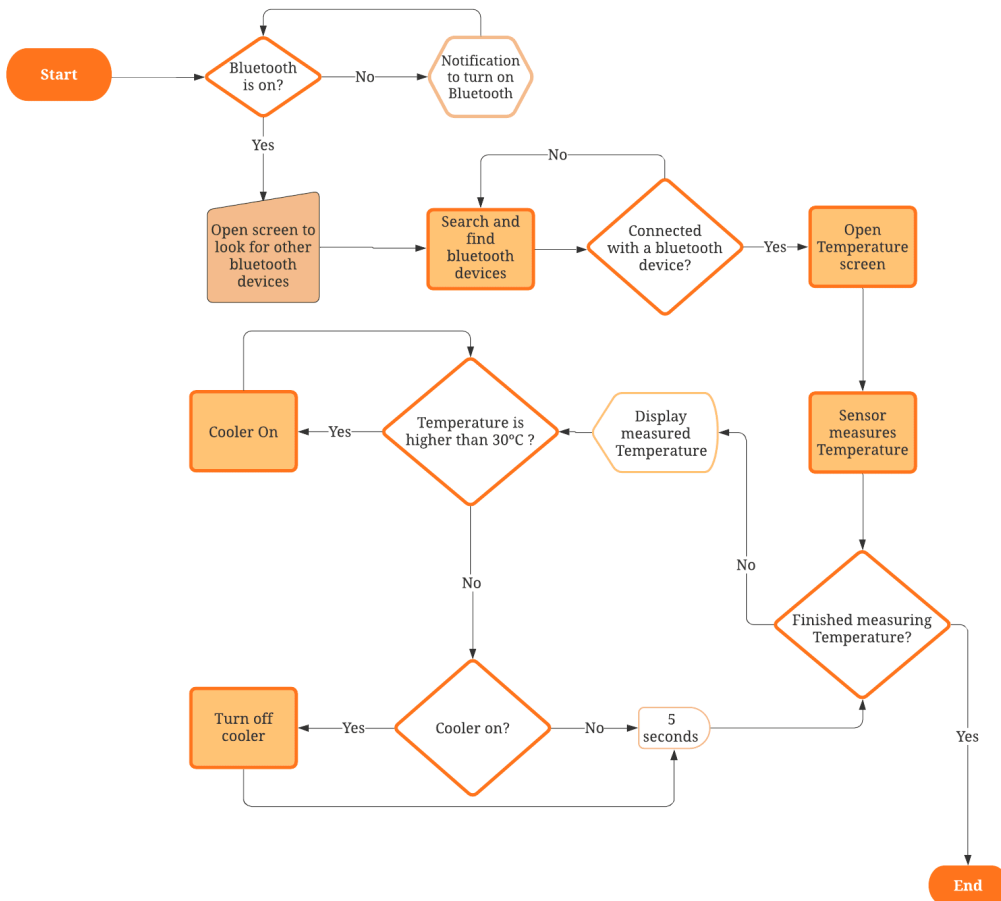 Start
Bluetooth
is on?
No
Notification
to turn on
Bluetooth
Yes
Open screen to
look for other
bluetooth
devices
Search and
find
bluetooth
devices
No
Connected
with a bluetooth
device?
Yes
Open
Temperature
screen
Sensor
measures
Temperature
Finished measuring
Temperature?
No
Display
measured
Temperature
Temperature is
higher than 30ºC ?
Yes
Cooler On
No
Cooler on?
Yes
Turn off
cooler
No
5
seconds
Yes
End